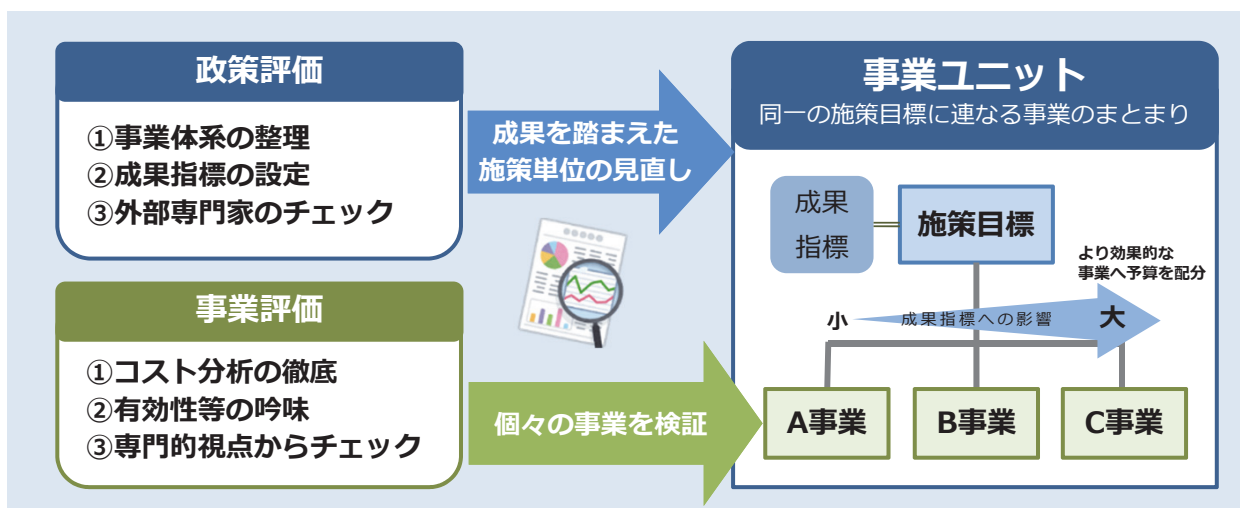 政策評価
①事業体系の整理
②成果指標の設定
③外部専門家のチェック
成果を踏まえた
施策単位の見直し
事業評価
①コスト分析の徹底
②有効性等の吟味
③専門的視点からチェック
個々の事業を検証
事業ユニット
同一の施策目標に連なる事業のまとまり
成果
指標
施策目標
より効果的な
事業へ予算を配分
小
成果指標への影響
大
A事業
B事業
C事業